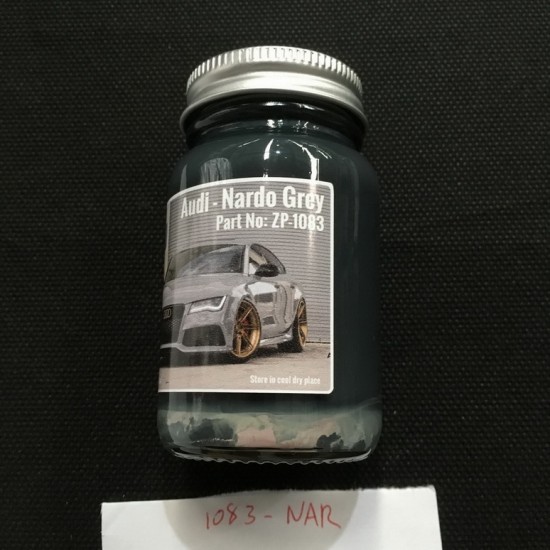 Audi - Nardo Grey
Part No: ZP-1083
Store in cool dry place
1083 - NAR